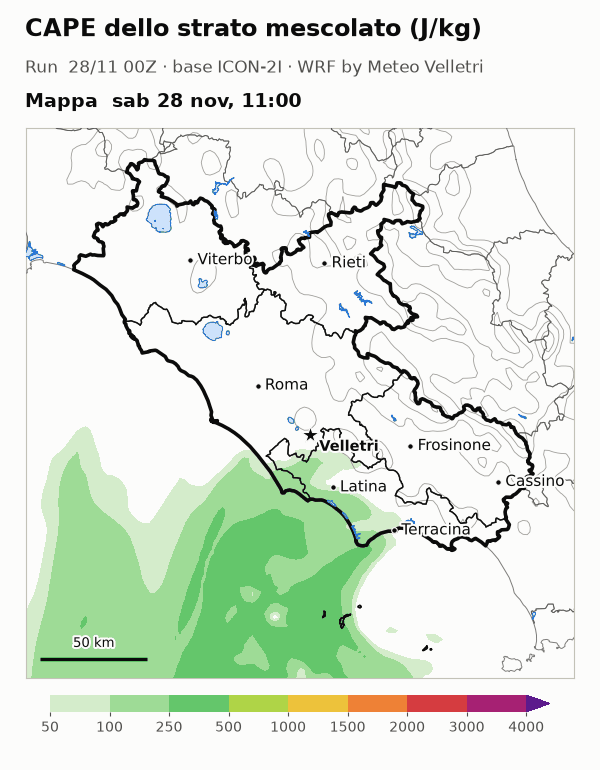 CAPE dello strato mescolato (J/kg)
Run  28/11 00Z · base ICON-2I · WRF by Meteo Velletri
Mappa  sab 28 nov, 11:00
Viterbo
Rieti
Roma
Velletri
Frosinone
Cassino
Latina
Terracina
50 km
50 100 250 500 1000 1500 2000 3000 4000